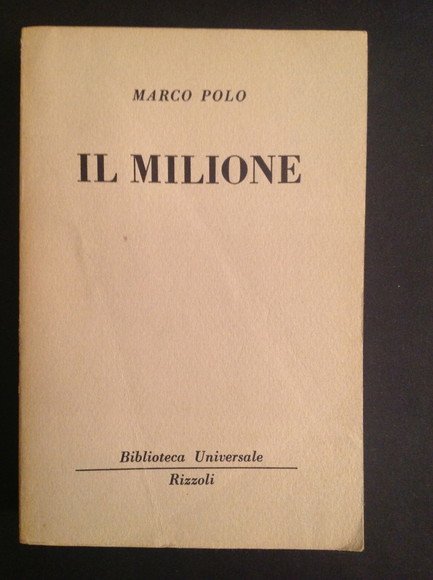 MARCO POLO
IL MILIONE
Biblioteca Universale
Rizzoli